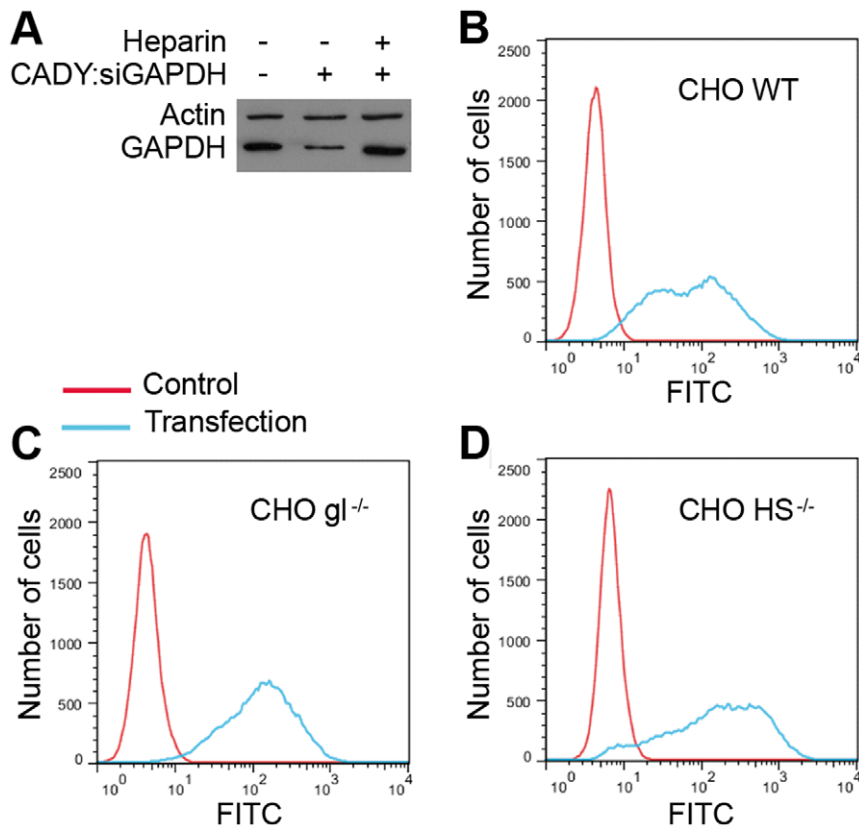 A
Heparin - - +
CADY:siGAPDH - + +
Actin
GAPDH
B
CHO WT
Number of cells
2500
2000
1500
1000
500
0
10⁰ 10¹ 10² 10³ 10⁴
FITC
Control
Transfection
C
CHO gl⁻/⁻
Number of cells
2500
2000
1500
1000
500
0
10⁰ 10¹ 10² 10³ 10⁴
FITC
D
CHO HS⁻/⁻
Number of cells
2500
2000
1500
1000
500
0
10⁰ 10¹ 10² 10³ 10⁴
FITC